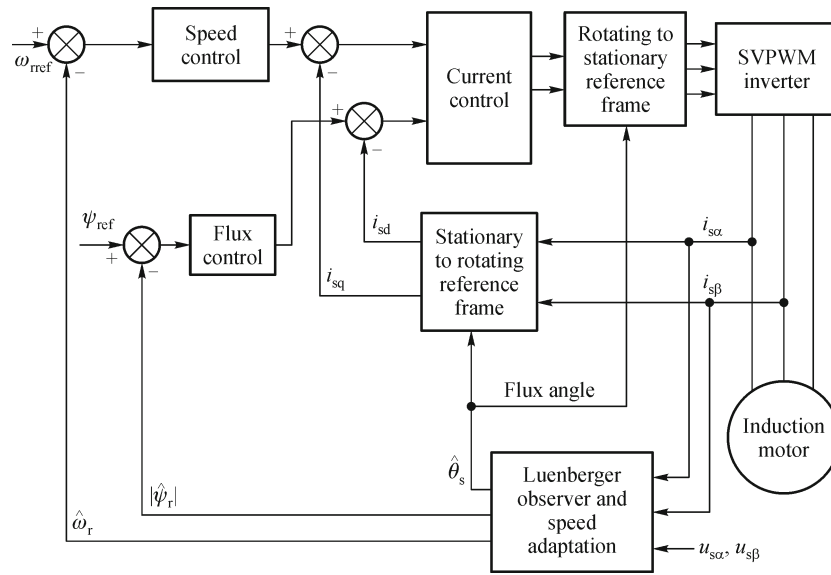 Rotating to
stationary
reference
frame
SVPWM
inverter
Speed
control
Current
control
+
ω_rref
−
+
−
+
−
ψ_ref
+
−
Flux
control
i_sd
i_sq
Stationary
to rotating
reference
frame
i_sα
i_sβ
Flux angle
Induction
motor
θ̂_s
|ψ̂_r|
ω̂_r
Luenberger
observer and
speed
adaptation
u_sα, u_sβ